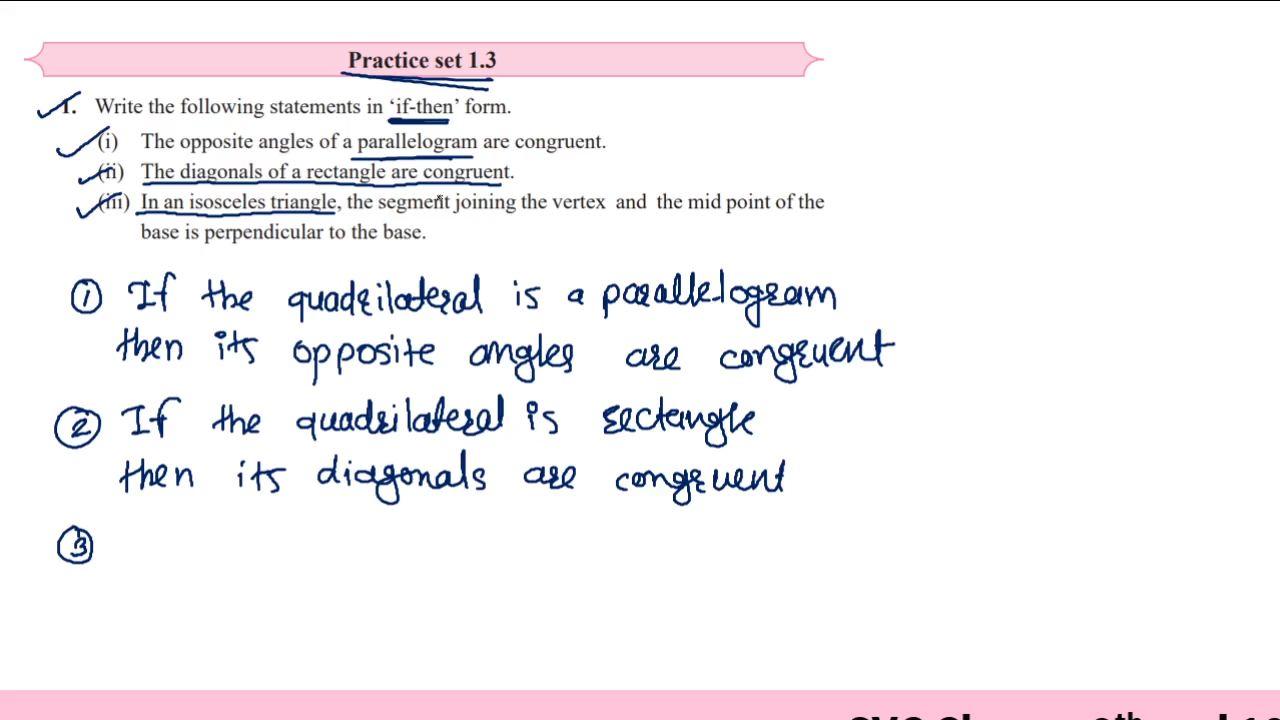 Practice set 1.3
1. Write the following statements in ‘if-then’ form.
(i) The opposite angles of a parallelogram are congruent.
(ii) The diagonals of a rectangle are congruent.
(iii) In an isosceles triangle, the segment joining the vertex and the mid point of the
base is perpendicular to the base.
① If the quadrilateral is a parallelogram
then its opposite angles are congruent
② If the quadrilateral is rectangle
then its diagonals are congruent
③